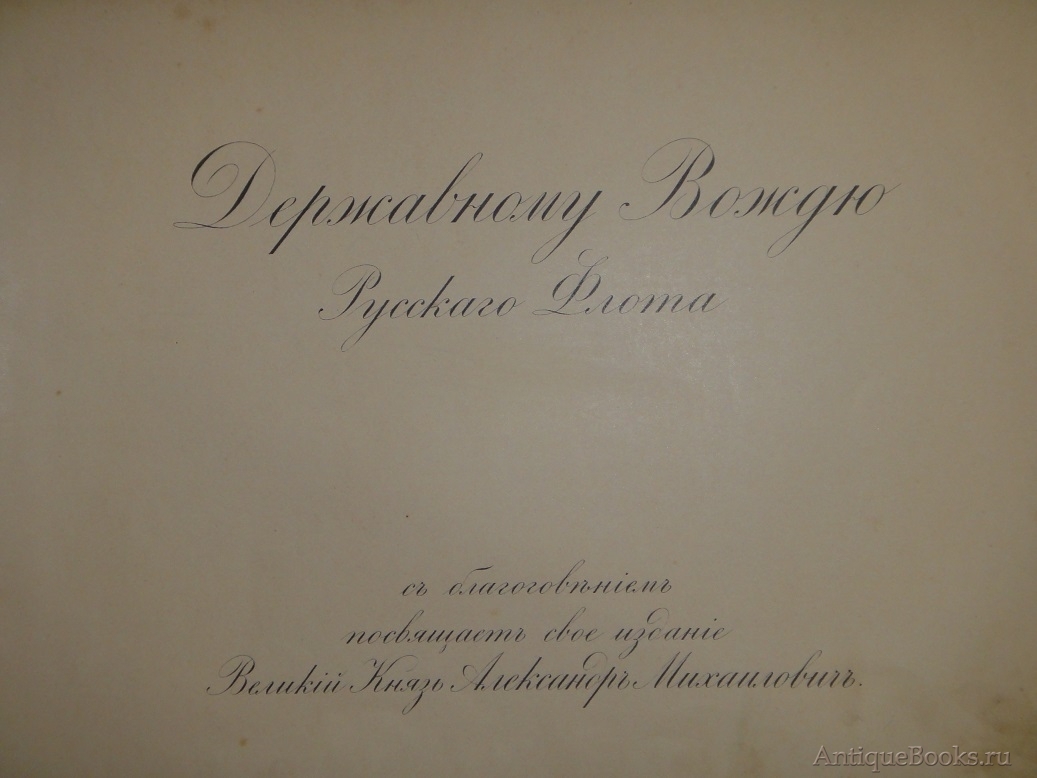 Державному Вождю
Русскаго Флота
съ благоговѣніемъ
посвящаетъ свое изданіе
Великій Князь Александръ Михаиловичъ.
AntiqueBooks.ru